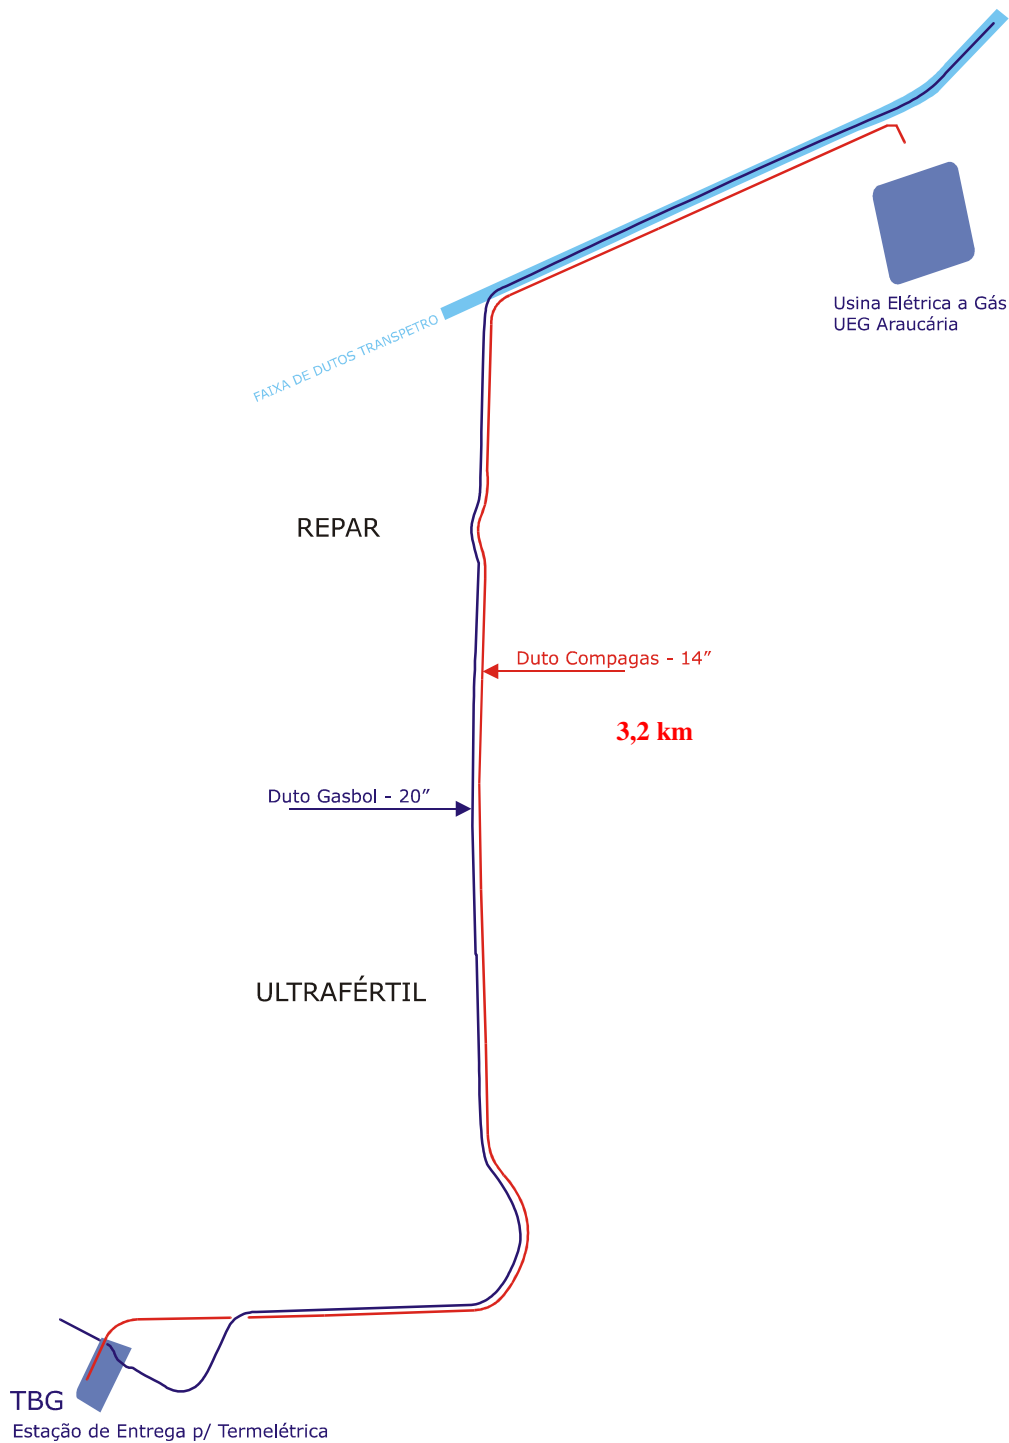 Usina Elétrica a Gás
UEG Araucária
FAIXA DE DUTOS TRANSPETRO
REPAR
Duto Compagas - 14”
3,2 km
Duto Gasbol - 20”
ULTRAFÉRTIL
TBG
Estação de Entrega p/ Termelétrica